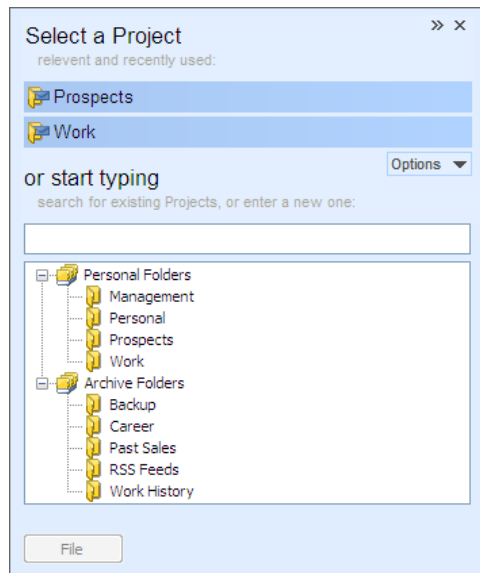 Select a Project
relevent and recently used:
Prospects
Work
Options
or start typing
search for existing Projects, or enter a new one:
Personal Folders
Management
Personal
Prospects
Work
Archive Folders
Backup
Career
Past Sales
RSS Feeds
Work History
File